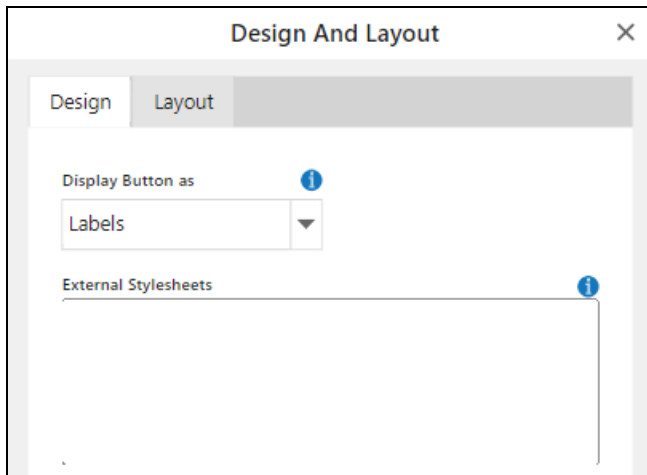 Design And Layout
Design Layout
Display Button as
Labels
External Stylesheets